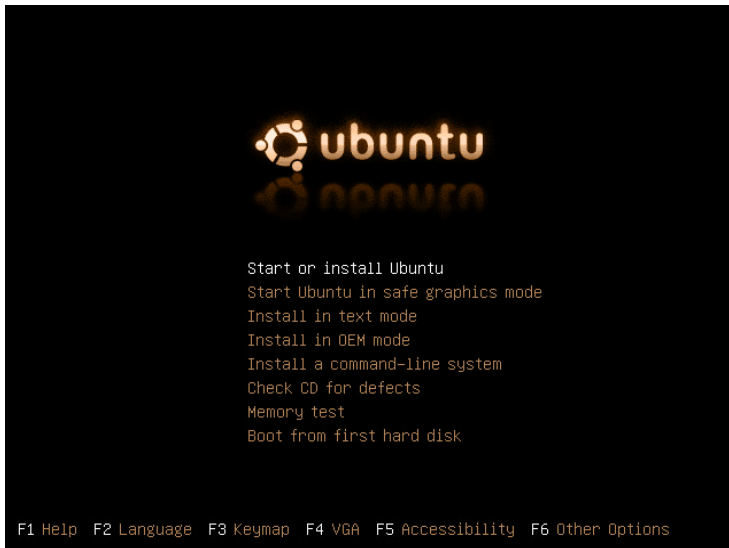 ubuntu
Start or install Ubuntu
Start Ubuntu in safe graphics mode
Install in text mode
Install in OEM mode
Install a command-line system
Check CD for defects
Memory test
Boot from first hard disk
F1 Help F2 Language F3 Keymap F4 VGA F5 Accessibility F6 Other Options